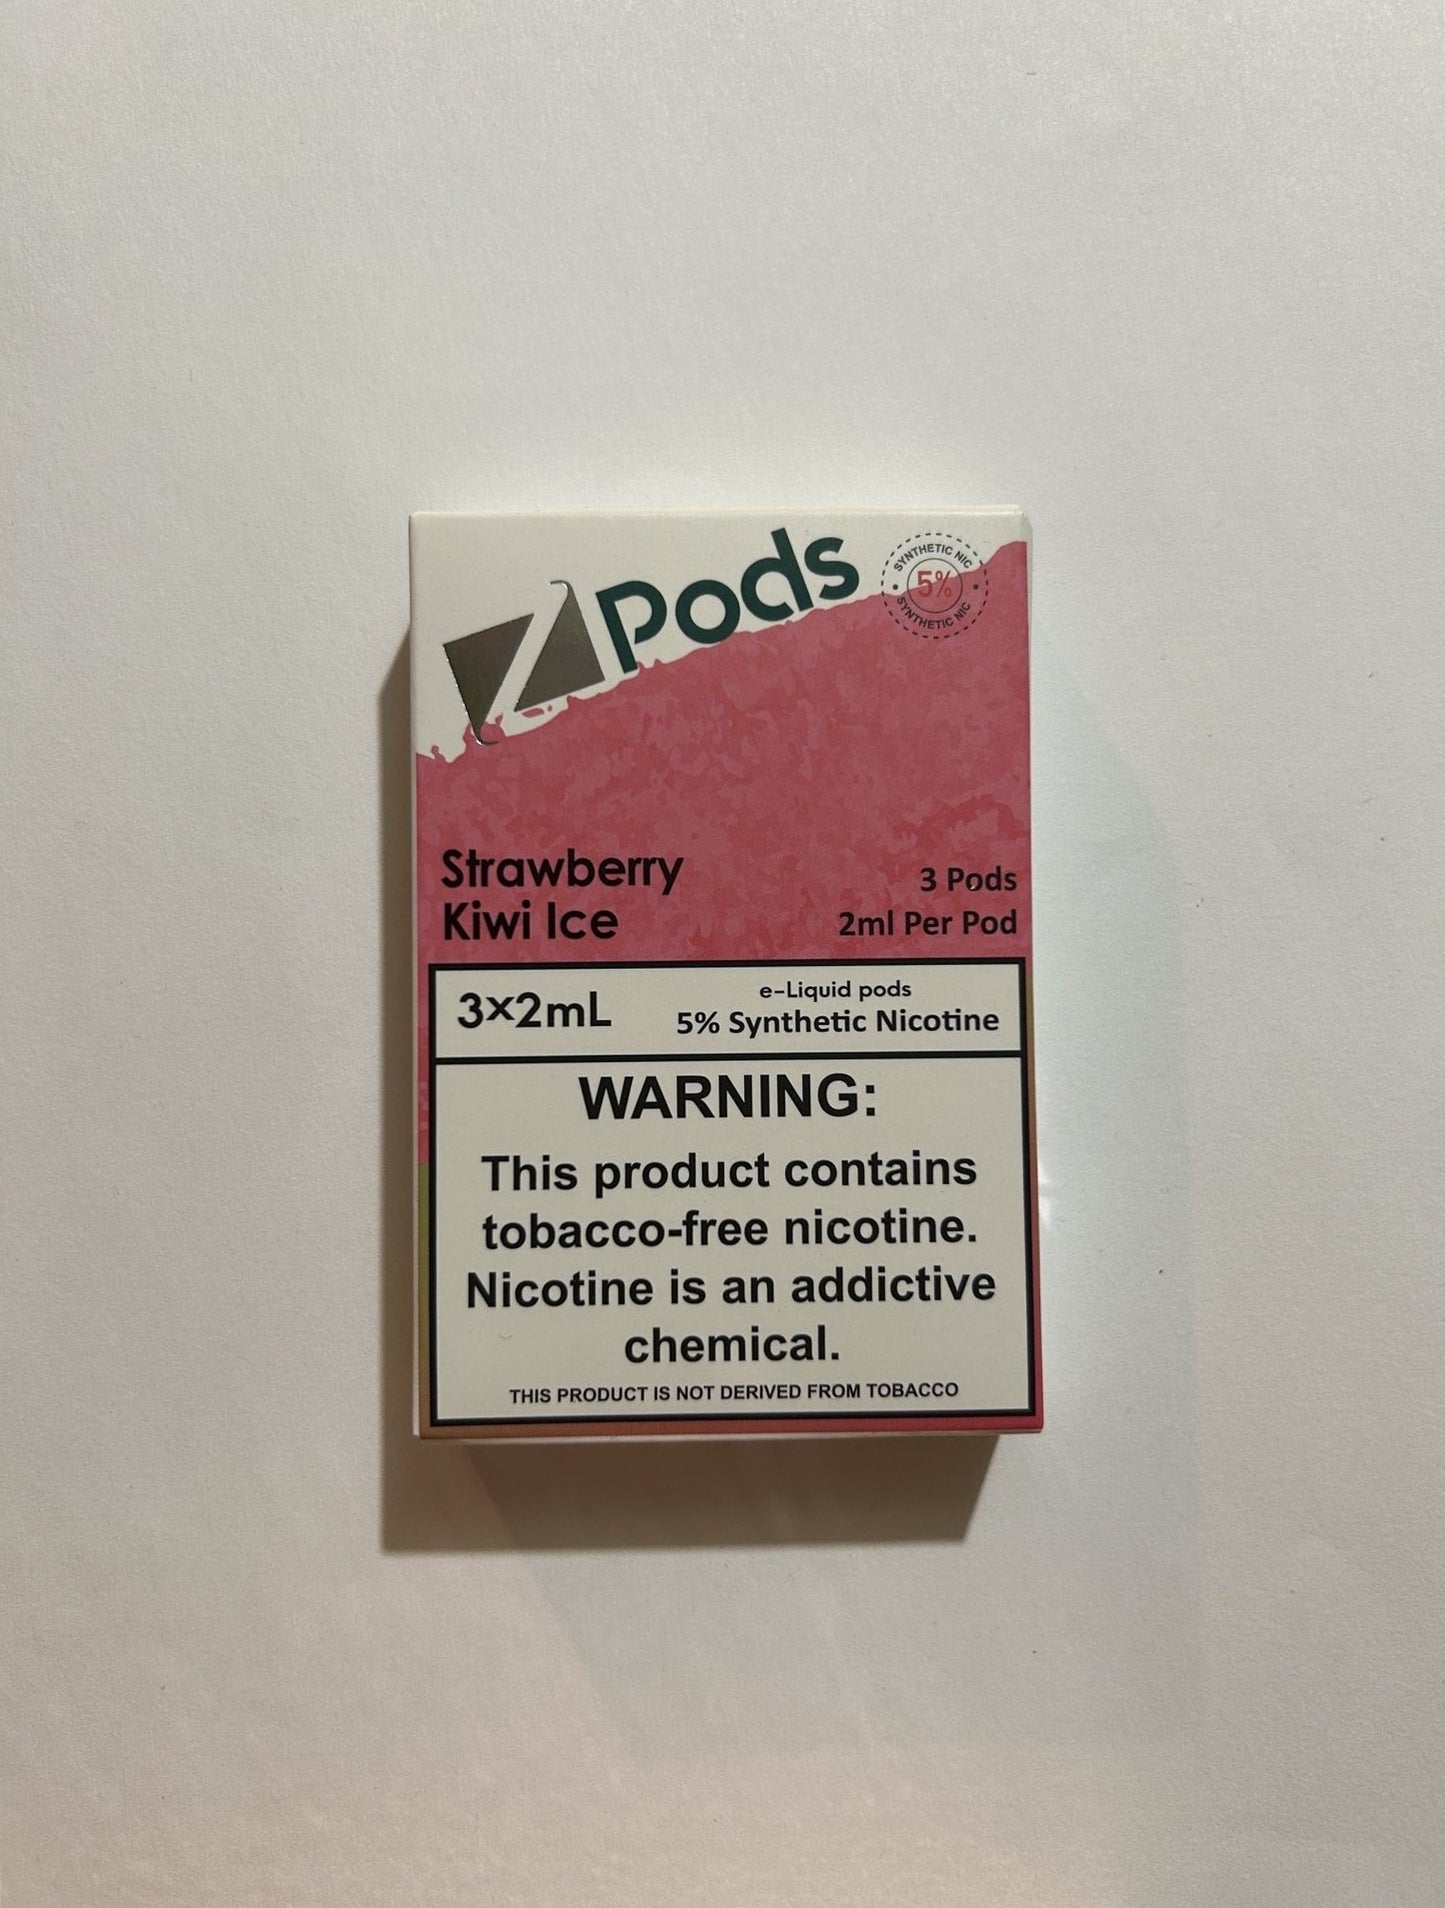 Z Pods
SYNTHETIC NIC
5%
SYNTHETIC NIC
Strawberry
Kiwi Ice
3 Pods
2ml Per Pod
3×2mL
e-Liquid pods
5% Synthetic Nicotine
WARNING:
This product contains
tobacco-free nicotine.
Nicotine is an addictive
chemical.
THIS PRODUCT IS NOT DERIVED FROM TOBACCO